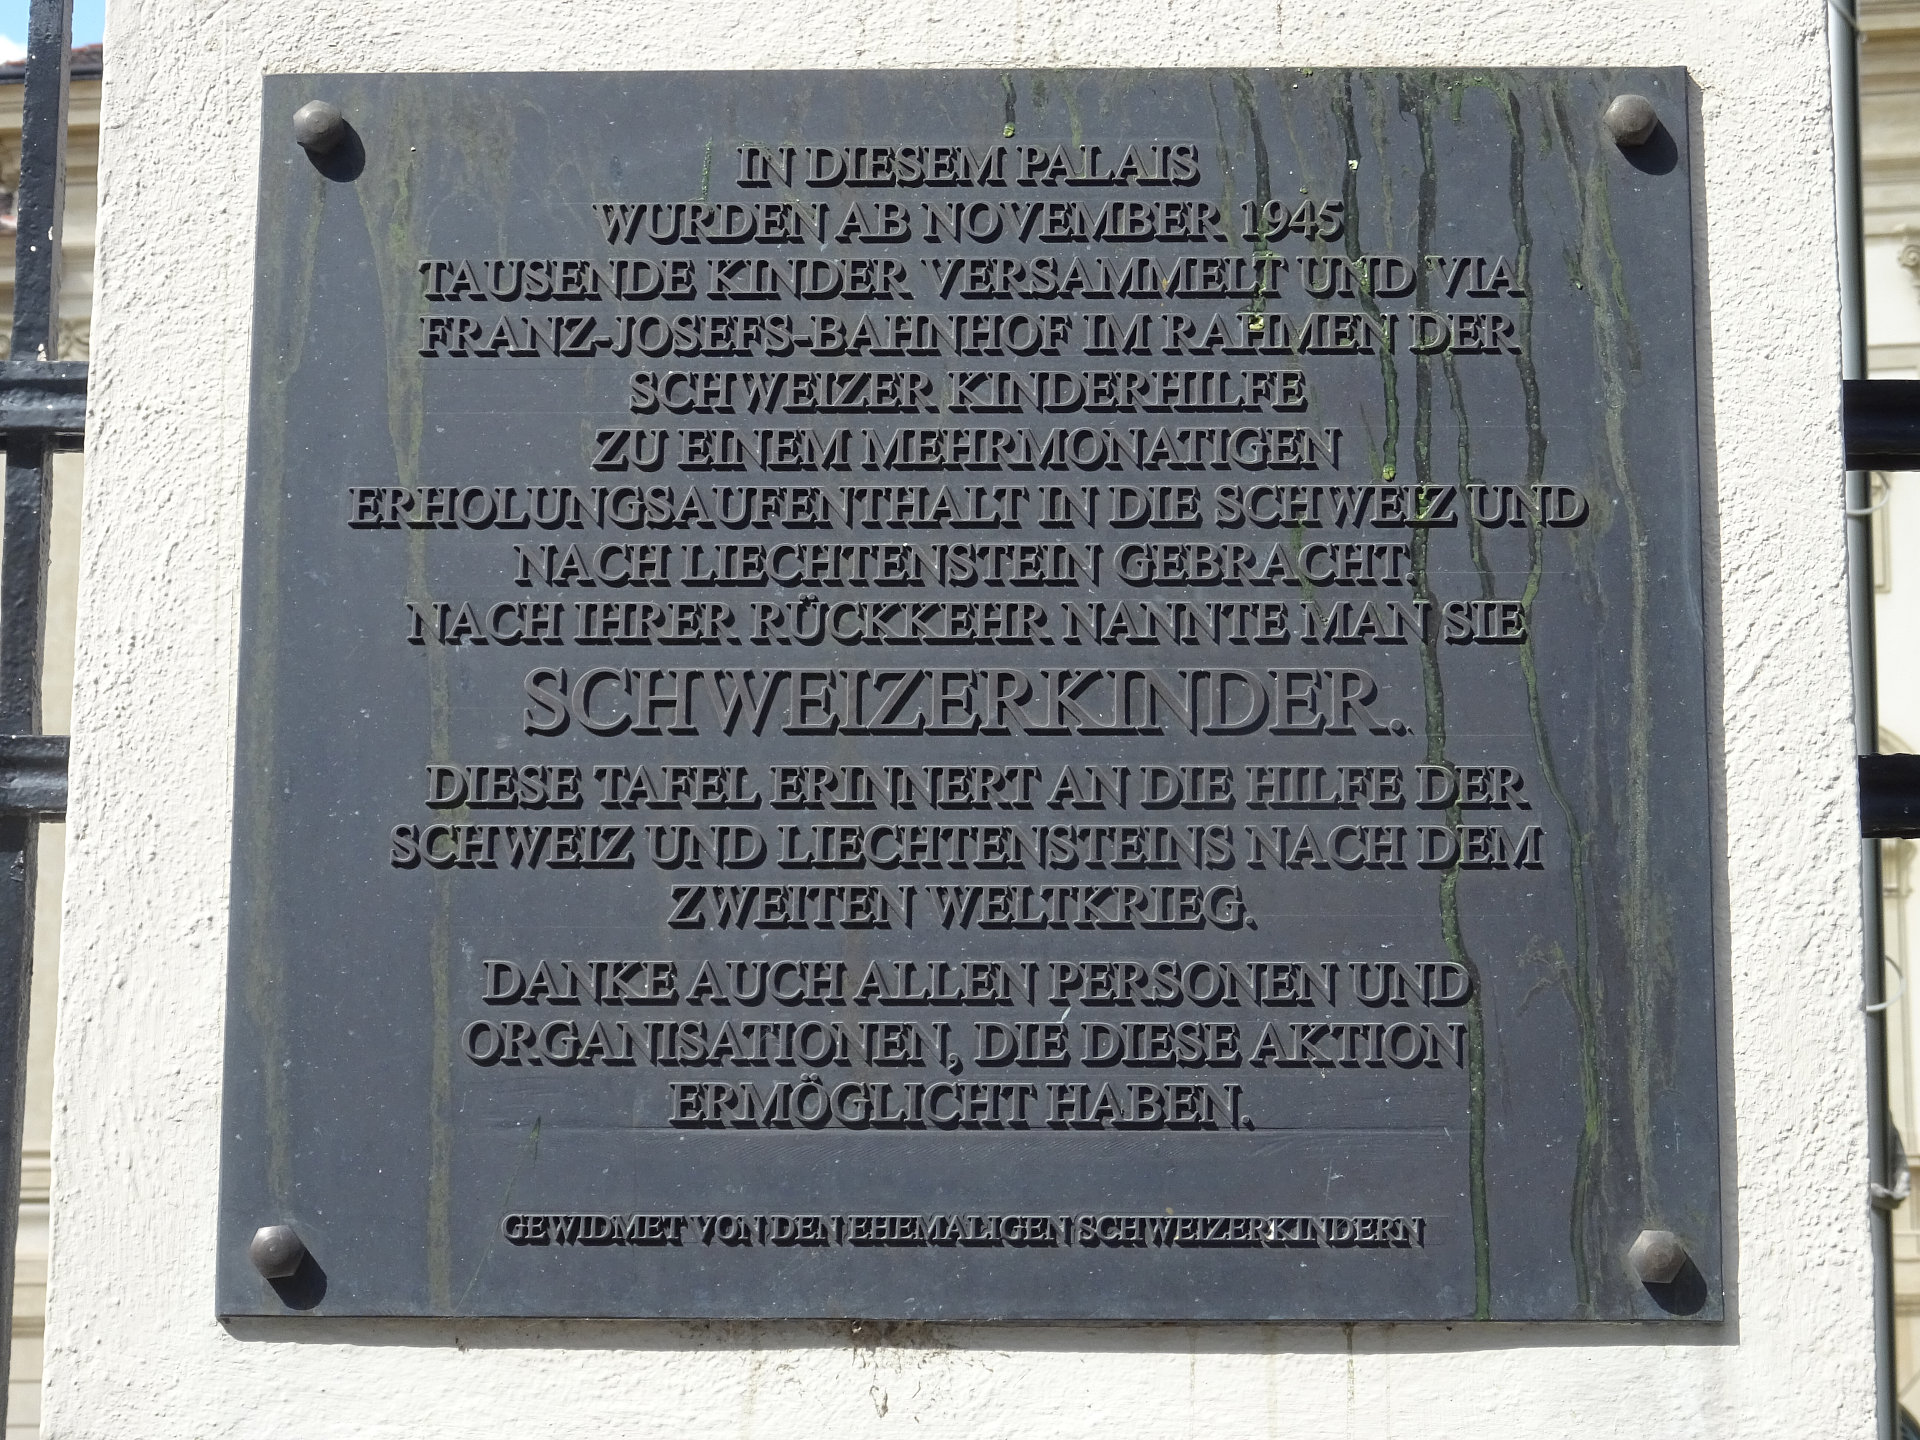 IN DIESEM PALAIS
WURDEN AB NOVEMBER 1945
TAUSENDE KINDER VERSAMMELT UND VIA
FRANZ-JOSEFS-BAHNHOF IM RAHMEN DER
SCHWEIZER KINDERHILFE
ZU EINEM MEHRMONATIGEN
ERHOLUNGSAUFENTHALT IN DIE SCHWEIZ UND
NACH LIECHTENSTEIN GEBRACHT.
NACH IHRER RÜCKKEHR NANNTE MAN SIE
SCHWEIZERKINDER.
DIESE TAFEL ERINNERT AN DIE HILFE DER
SCHWEIZ UND LIECHTENSTEINS NACH DEM
ZWEITEN WELTKRIEG.
DANKE AUCH ALLEN PERSONEN UND
ORGANISATIONEN, DIE DIESE AKTION
ERMÖGLICHT HABEN.
GEWIDMET VON DEN EHEMALIGEN SCHWEIZERKINDERN